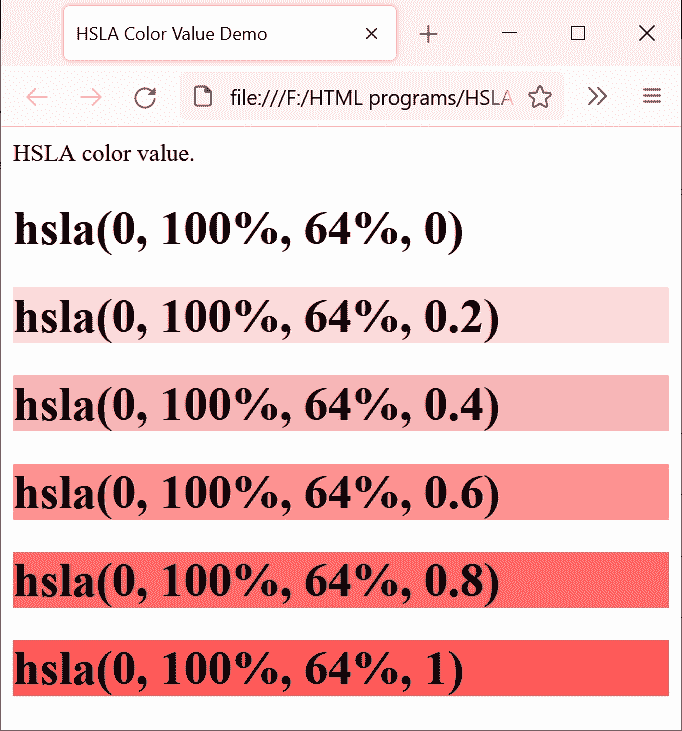 HSLA Color Value Demo
file:///F:/HTML programs/HSLA
HSLA color value.
hsla(0, 100%, 64%, 0)
hsla(0, 100%, 64%, 0.2)
hsla(0, 100%, 64%, 0.4)
hsla(0, 100%, 64%, 0.6)
hsla(0, 100%, 64%, 0.8)
hsla(0, 100%, 64%, 1)